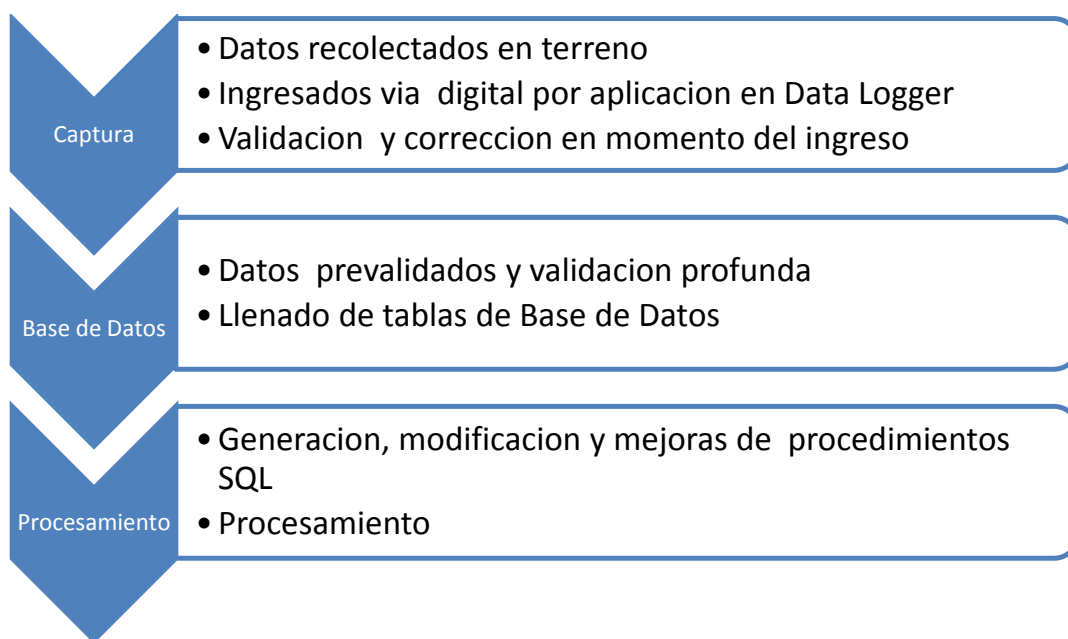 Captura
• Datos recolectados en terreno
• Ingresados via  digital por aplicacion en Data Logger
• Validacion  y correccion en momento del ingreso
Base de Datos
• Datos  prevalidados y validacion profunda
• Llenado de tablas de Base de Datos
Procesamiento
• Generacion, modificacion y mejoras de  procedimientos
SQL
• Procesamiento